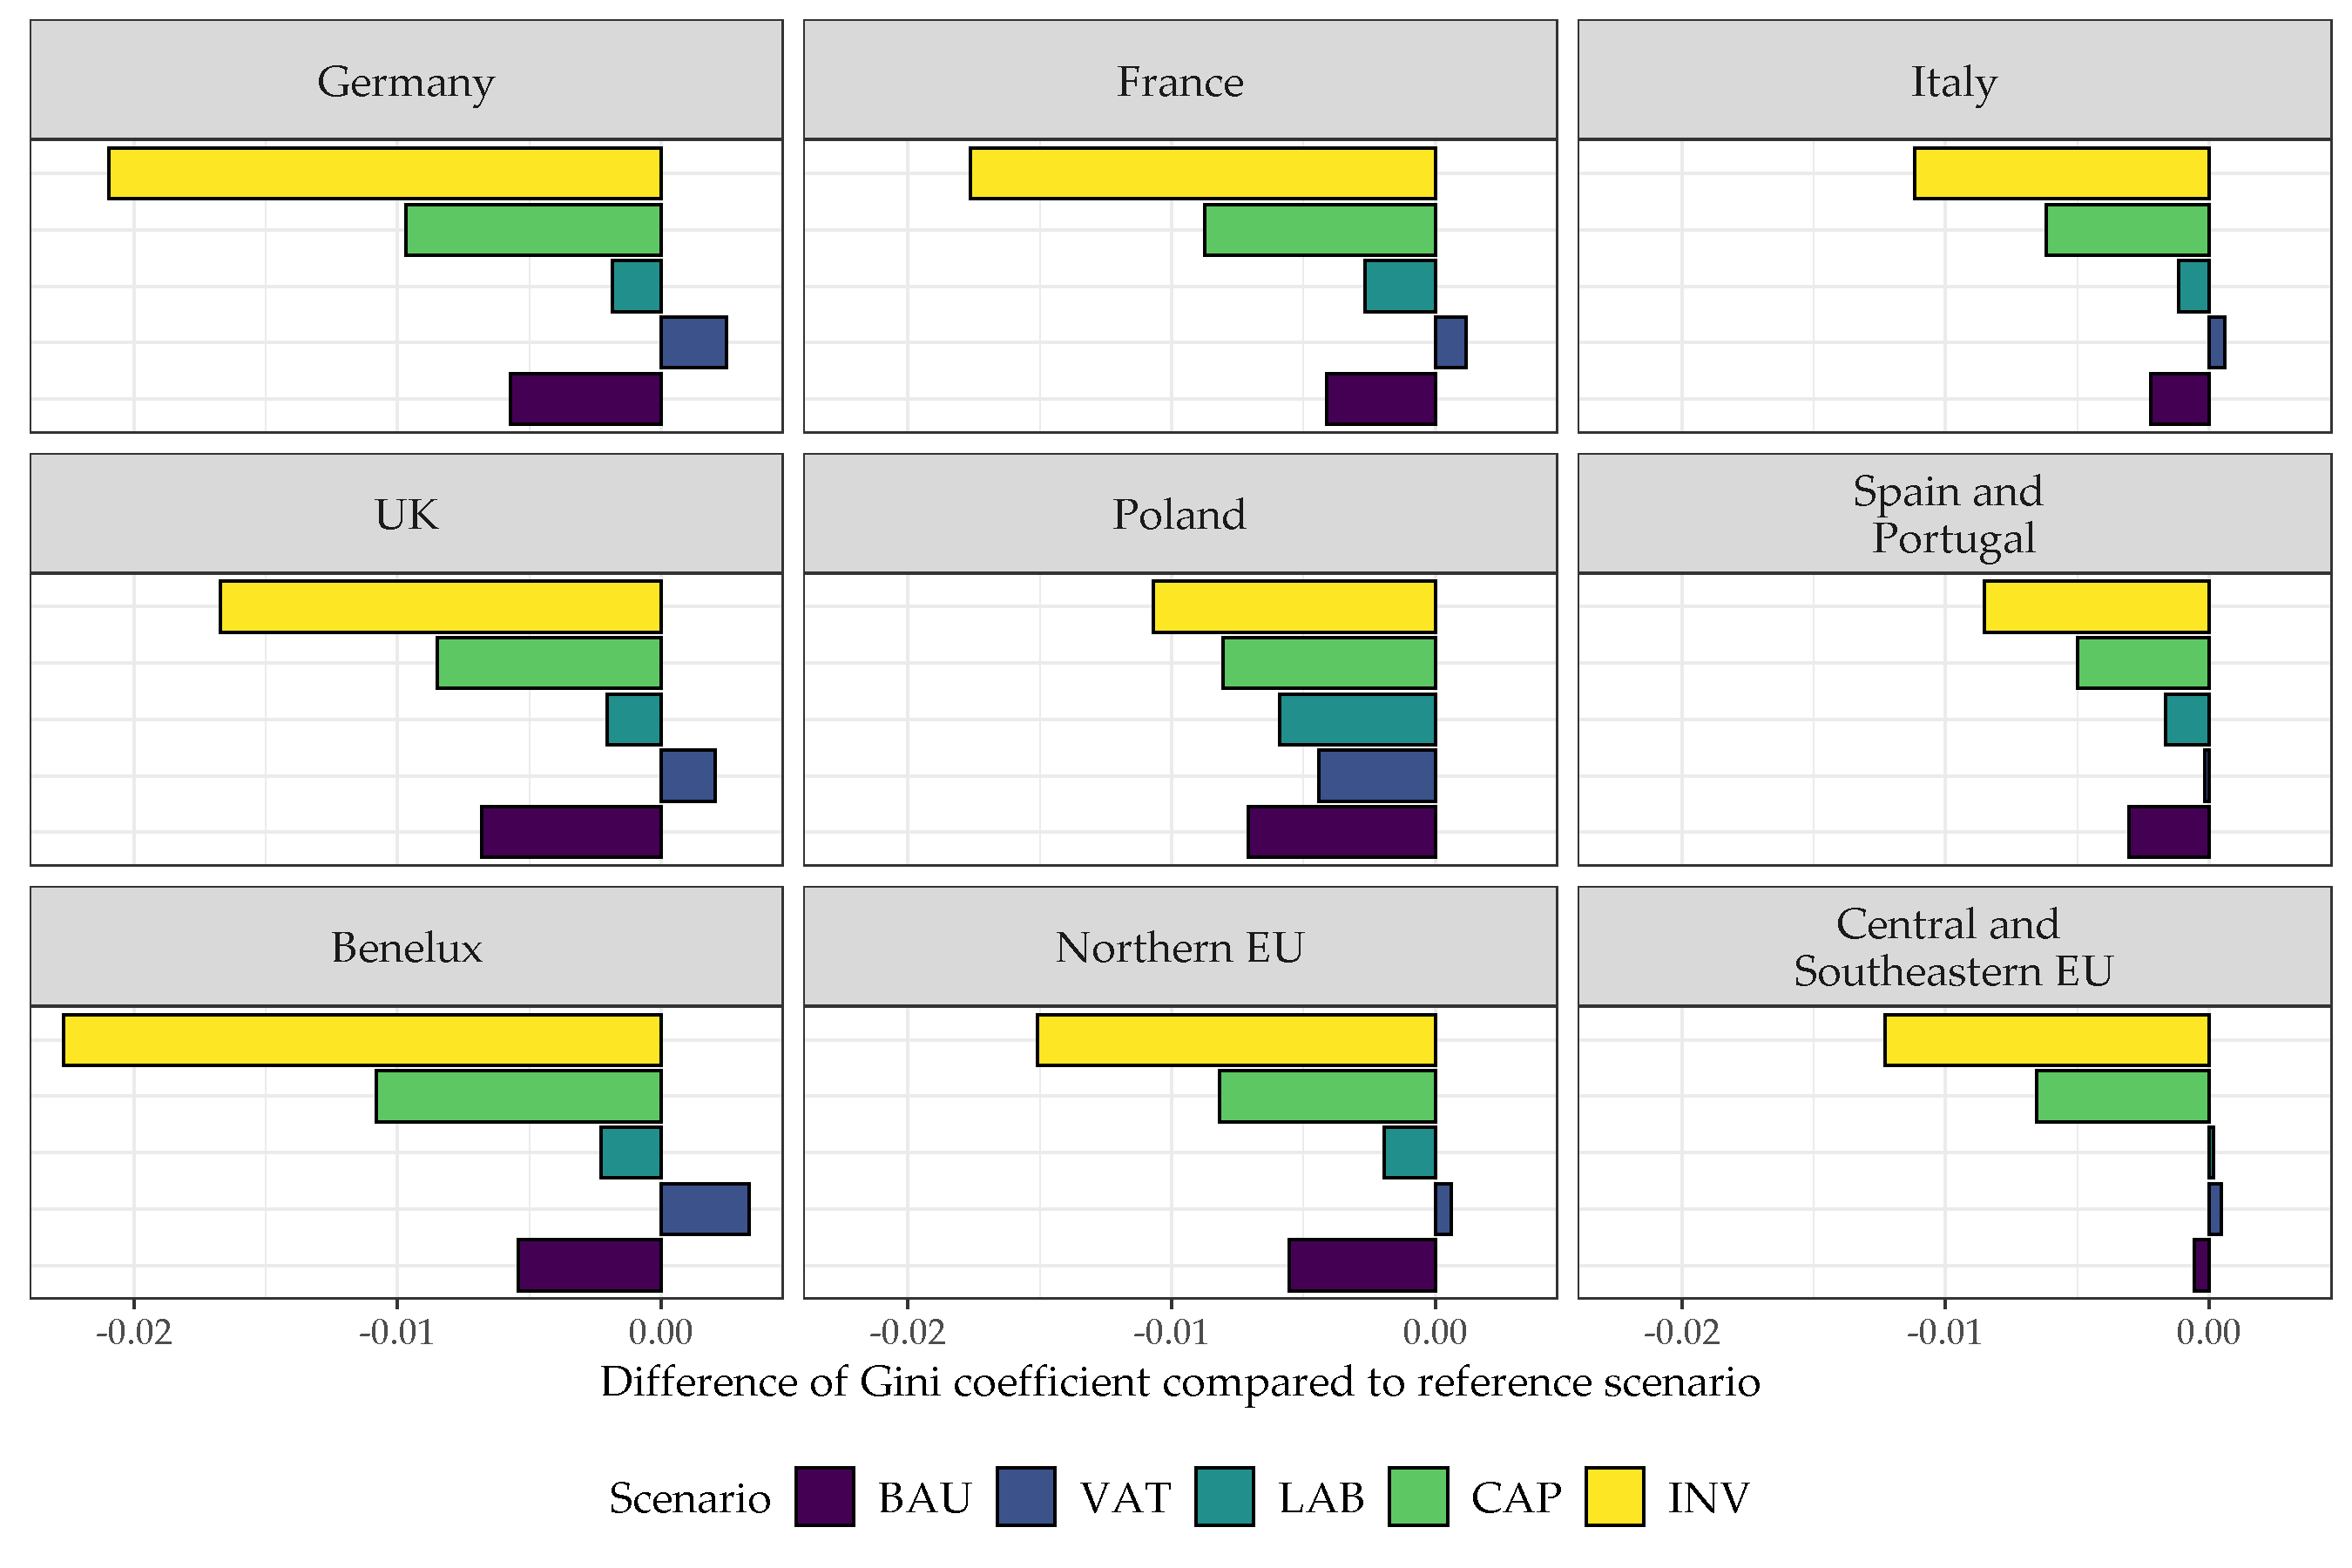 Germany
France
Italy
UK
Poland
Spain and
Portugal
Benelux
Northern EU
Central and
Southeastern EU
-0.02 -0.01 0.00 -0.02 -0.01 0.00 -0.02 -0.01 0.00
Difference of Gini coefficient compared to reference scenario
Scenario BAU VAT LAB CAP INV